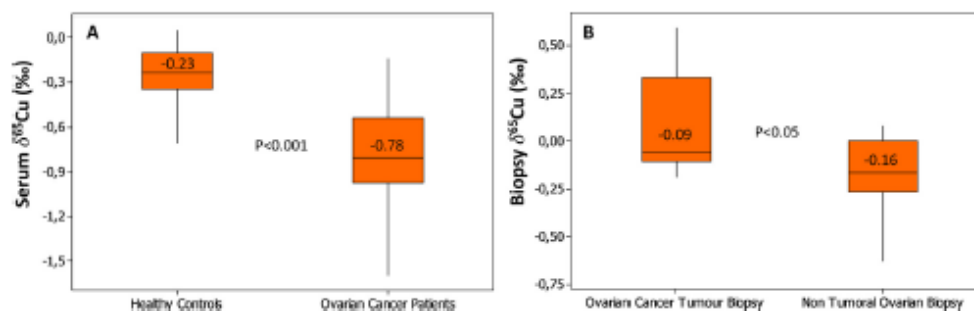 A
Serum δ⁶⁵Cu (‰)
0,0
-0,3
-0,6
-0,9
-1,2
-1,5
-0.23
P<0.001
-0.78
Healthy Controls
Ovarian Cancer Patients
B
Biopsy δ⁶⁵Cu (‰)
0,50
0,25
0,00
-0,25
-0,50
-0,75
-0.09
P<0.05
-0.16
Ovarian Cancer Tumour Biopsy
Non Tumoral Ovarian Biopsy